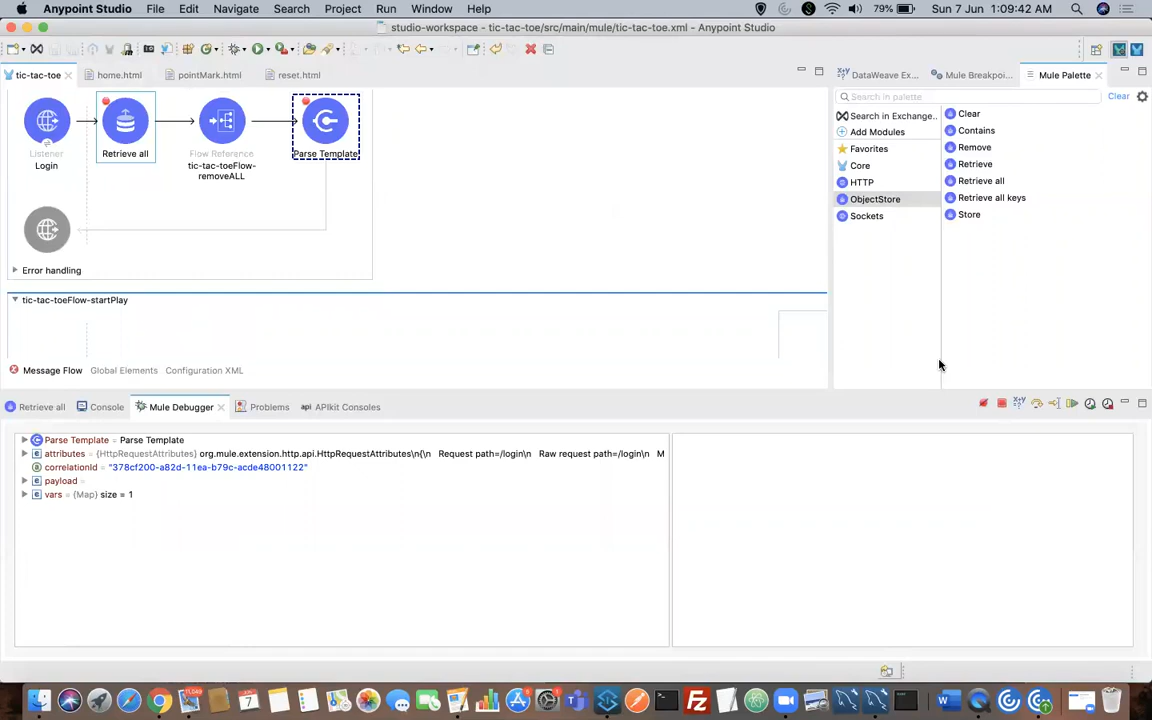 Anypoint Studio File Edit Navigate Search Project Run Window Help 79% Sun 7 Jun 1:09:42 AM
studio-workspace - tic-tac-toe/src/main/mule/tic-tac-toe.xml - Anypoint Studio
tic-tac-toe home.html pointMark.html reset.html
Listener
Login
Retrieve all
Flow Reference
tic-tac-toeFlow-
removeALL
Parse Template
Error handling
tic-tac-toeFlow-startPlay
Message Flow Global Elements Configuration XML
DataWeave Ex... Mule Breakpoi... Mule Palette
Search in palette Clear
Search in Exchange..
Add Modules
Favorites
Core
HTTP
ObjectStore
Sockets
Clear
Contains
Remove
Retrieve
Retrieve all
Retrieve all keys
Store
Retrieve all Console Mule Debugger Problems api APIkit Consoles
Parse Template = Parse Template
attributes = {HttpRequestAttributes} org.mule.extension.http.api.HttpRequestAttributes\n{\n Request path=/login\n Raw request path=/login\n M
correlationId = "378cf200-a82d-11ea-b79c-acde48001122"
payload =
vars = {Map} size = 1